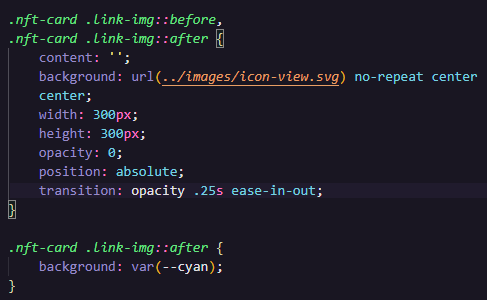 .nft-card .link-img::before,
.nft-card .link-img::after {
content: '';
background: url(../images/icon-view.svg) no-repeat center
center;
width: 300px;
height: 300px;
opacity: 0;
position: absolute;
transition: opacity .25s ease-in-out;
}
.nft-card .link-img::after {
background: var(--cyan);
}